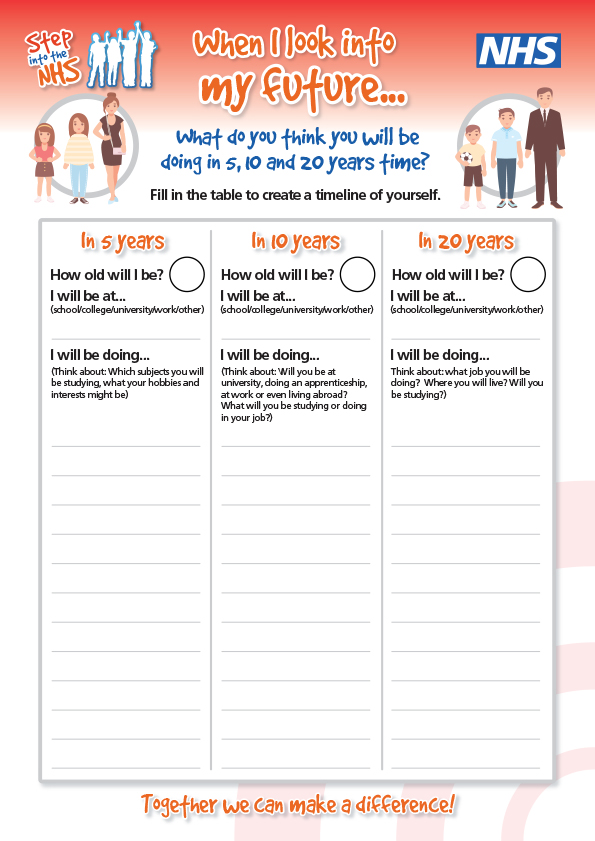 Step
into the
NHS
When I look into
my future...
NHS
What do you think you will be
doing in 5, 10 and 20 years time?
Fill in the table to create a timeline of yourself.
In 5 years
How old will I be?
I will be at...
(school/college/university/work/other)
I will be doing...
(Think about: Which subjects you will
be studying, what your hobbies and
interests might be)
In 10 years
How old will I be?
I will be at...
(school/college/university/work/other)
I will be doing...
(Think about: Will you be at
university, doing an apprenticeship,
at work or even living abroad?
What will you be studying or doing
in your job?)
In 20 years
How old will I be?
I will be at...
(school/college/university/work/other)
I will be doing...
Think about: what job you will be
doing? Where you will live? Will you
be studying?)
Together we can make a difference!